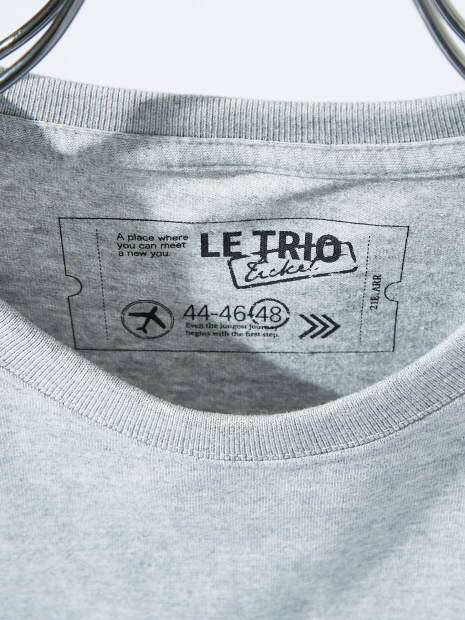 A place where
you can meet
a new you
LE TRIO
Ticket
44-46-48
Even the longest journey
begins with the first step.
21E.ARR